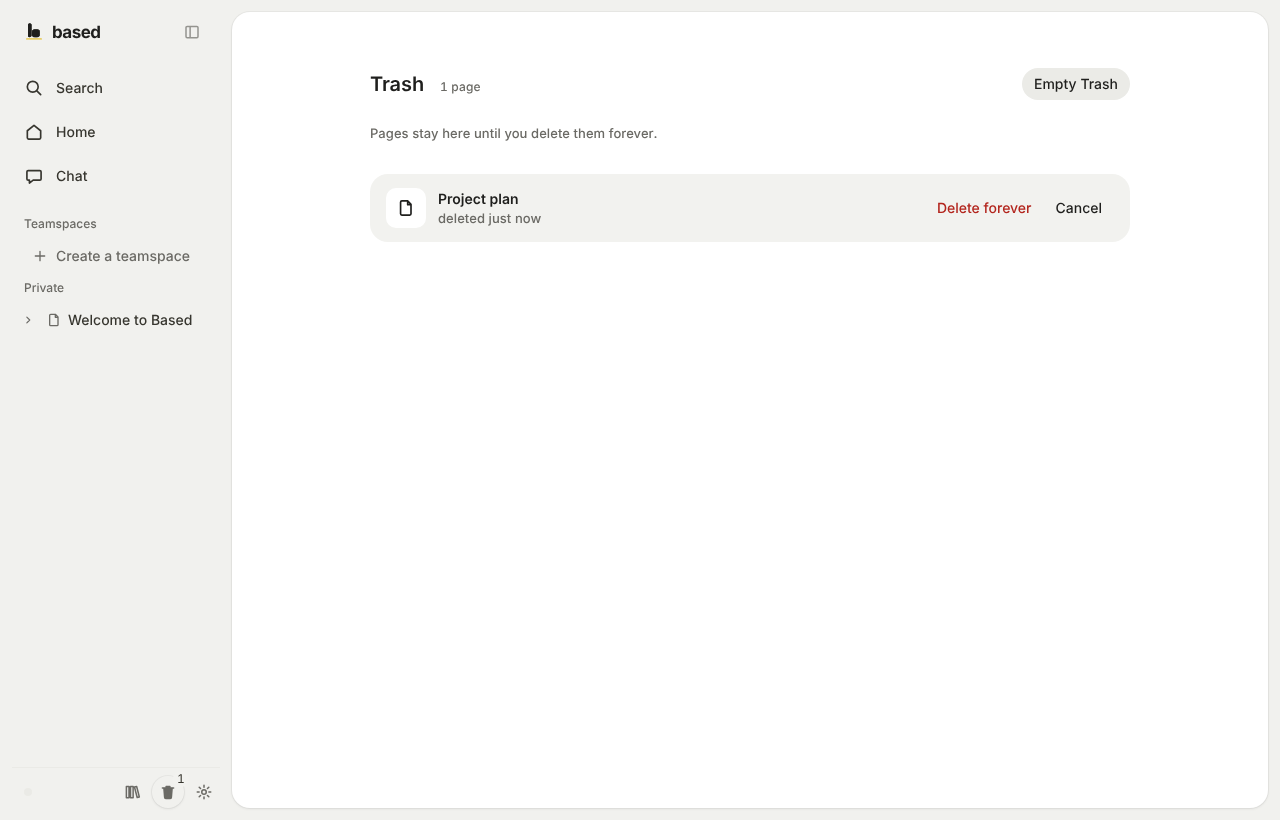 based
Search
Home
Chat
Teamspaces
Create a teamspace
Private
Welcome to Based
1
Trash
1 page
Empty Trash
Pages stay here until you delete them forever.
Project plan
deleted just now
Delete forever
Cancel